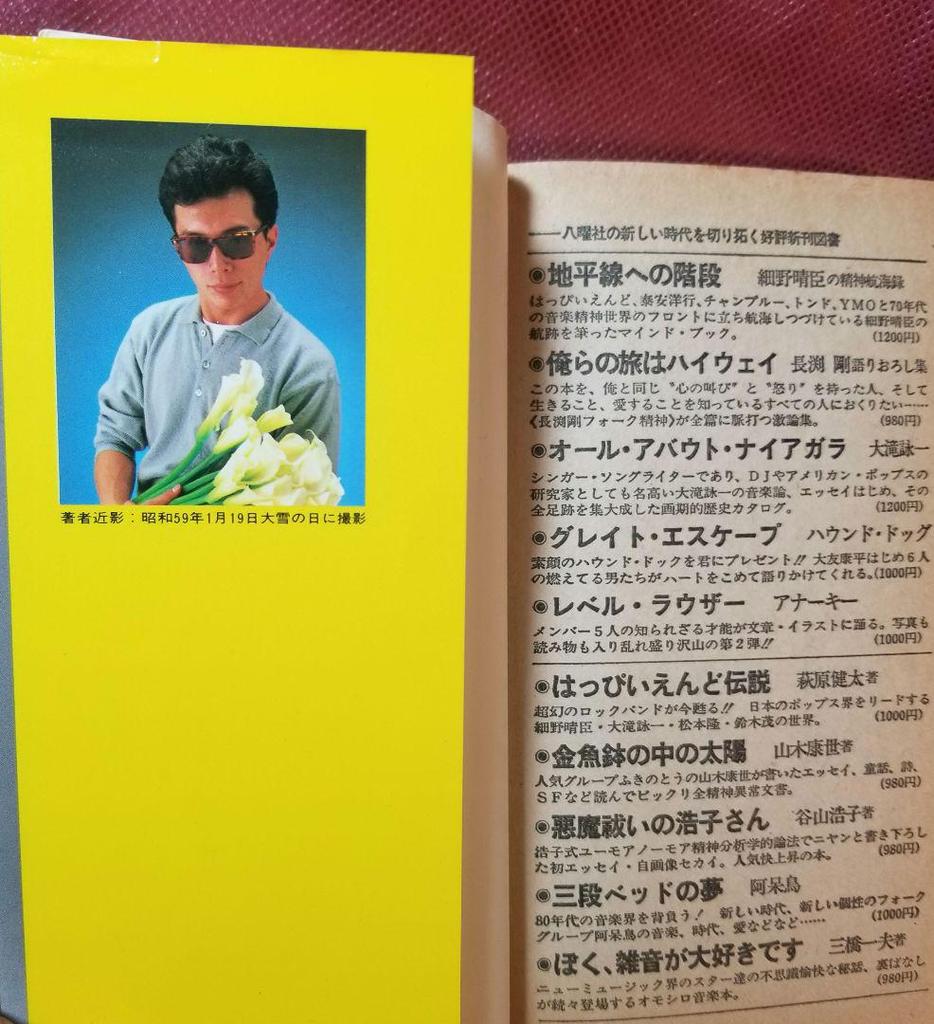 著者近影：昭和59年1月19日大雪の日に撮影
――八曜社の新しい時代を切り拓く好評新刊図書
◉地平線への階段　細野晴臣の精神航海録
はっぴいえんど、泰安洋行、チャンプルー、トンド、YMOと70年代
の音楽精神世界のフロントに立ち航海しつづけている細野晴臣の
航跡を筆ったマインド・ブック。(1200円)
◉俺らの旅はハイウェイ　長渕 剛語りおろし集
この本を、俺と同じ〝心の叫び〟と〝怒り〟を持った人、そして
生きること、愛することを知っているすべての人におくりたい……
《長渕剛フォーク精神》が全篇に脈打つ激論集。(980円)
◉オール・アバウト・ナイアガラ　大滝詠一
シンガー・ソングライターであり、DJやアメリカン・ポップスの
研究家としても名高い大滝詠一の音楽論、エッセイはじめ、その
全足跡を集大成した画期的歴史カタログ。(1200円)
◉グレイト・エスケープ　ハウンド・ドッグ
素顔のハウンド・ドックを君にプレゼント!!　大友康平はじめ6人
の燃えてる男たちがハートをこめて語りかけてくれる。(1000円)
◉レベル・ラウザー　アナーキー
メンバー5人の知られざる才能が文章・イラストに踊る。写真も
読み物も入り乱れ盛り沢山の第2弾!!(1000円)
◉はっぴいえんど伝説　萩原健太著
超幻のロックバンドが今甦る!!　日本のポップス界をリードする
細野晴臣・大滝詠一・松本隆・鈴木茂の世界。(1000円)
◉金魚鉢の中の太陽　山木康世著
人気グループふきのとうの山木康世が書いたエッセイ、童話、詩、
SFなど読んでビックリ全精神異常文書。(980円)
◉悪魔祓いの浩子さん　谷山浩子著
浩子式ユーモアノーモア精神分析学的論法でニヤンと書き下ろし
た初エッセイ・自画像セカイ。人気快上昇の本。(980円)
◉三段ベッドの夢　阿呆鳥
80年代の音楽界を背負う！　新しい時代、新しい個性のフォーク
グループ阿呆鳥の音楽、時代、愛などなど……(1000円)
◉ぼく、雑音が大好きです　三橋一夫著
ニューミュージック界のスター達の不思議愉快な秘話、裏ばなし
が続々登場するオモシロ音楽本。(980円)